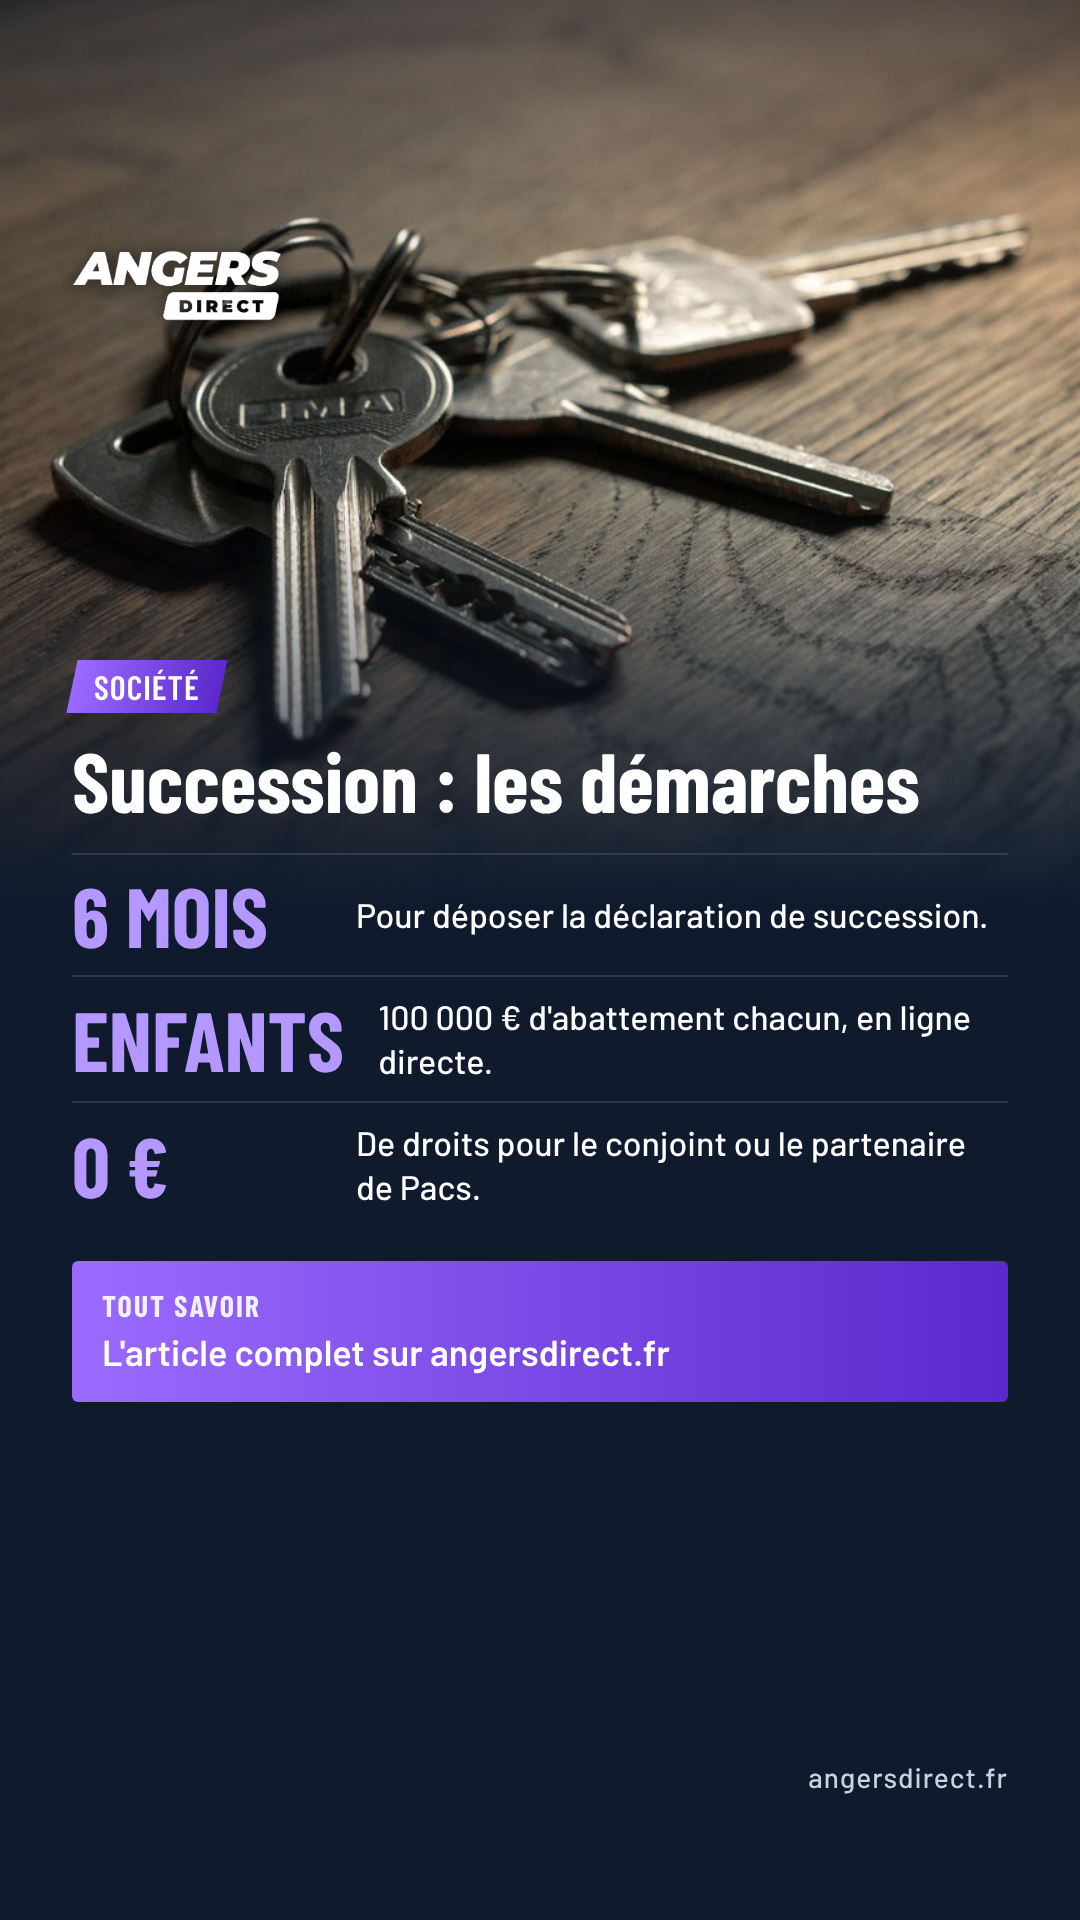 ANGERS
DIRECT
JMA
SOCIÉTÉ
Succession : les démarches
6 MOIS
Pour déposer la déclaration de succession.
ENFANTS
100 000 € d'abattement chacun, en ligne
directe.
0 €
De droits pour le conjoint ou le partenaire
de Pacs.
TOUT SAVOIR
L'article complet sur angersdirect.fr
angersdirect.fr